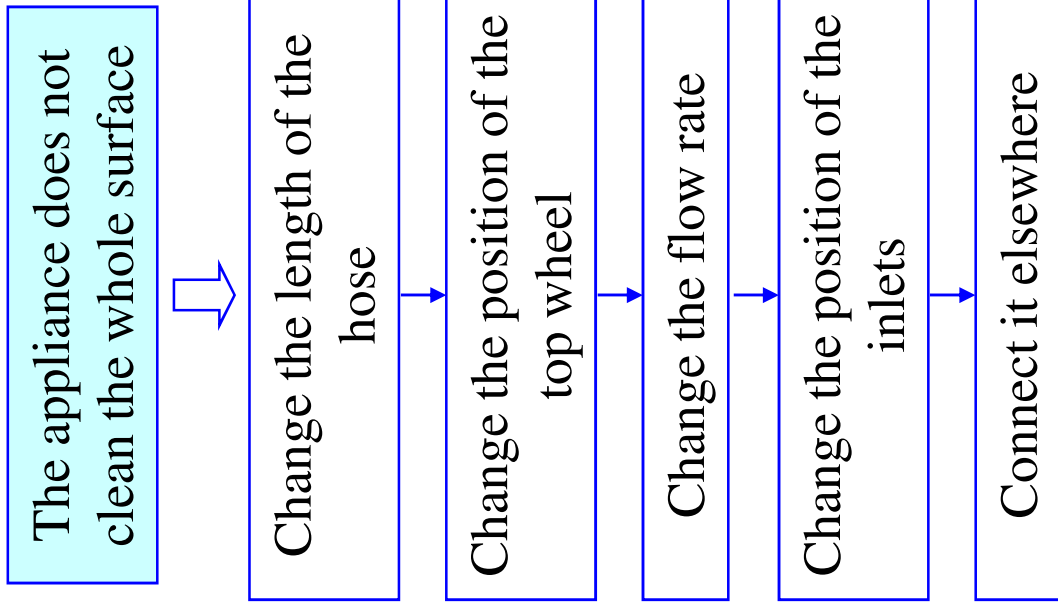 The appliance does not
clean the whole surface
Change the length of the
hose
Change the position of the
top wheel
Change the flow rate
Change the position of the
inlets
Connect it elsewhere